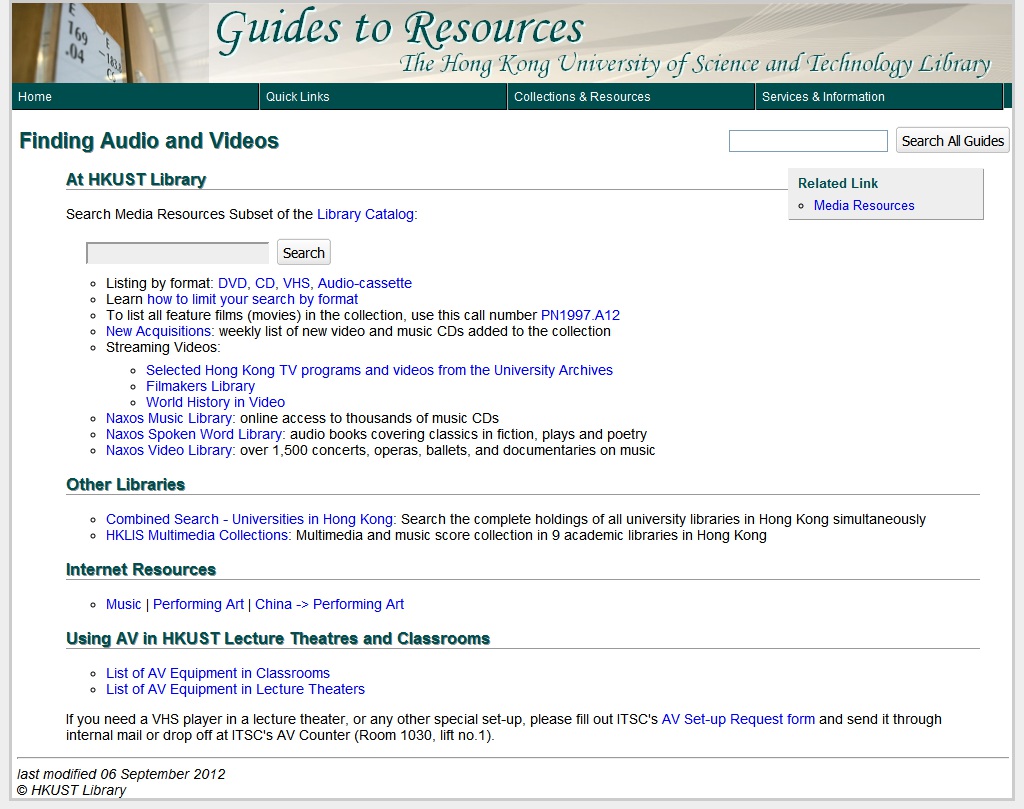 E
169
.04
Guides to Resources
The Hong Kong University of Science and Technology Library
Home
Quick Links
Collections & Resources
Services & Information
Finding Audio and Videos
Search All Guides
At HKUST Library
Related Link
Media Resources
Search Media Resources Subset of the Library Catalog:
Search
Listing by format: DVD, CD, VHS, Audio-cassette
Learn how to limit your search by format
To list all feature films (movies) in the collection, use this call number PN1997.A12
New Acquisitions: weekly list of new video and music CDs added to the collection
Streaming Videos:
Selected Hong Kong TV programs and videos from the University Archives
Filmakers Library
World History in Video
Naxos Music Library: online access to thousands of music CDs
Naxos Spoken Word Library: audio books covering classics in fiction, plays and poetry
Naxos Video Library: over 1,500 concerts, operas, ballets, and documentaries on music
Other Libraries
Combined Search - Universities in Hong Kong: Search the complete holdings of all university libraries in Hong Kong simultaneously
HKLIS Multimedia Collections: Multimedia and music score collection in 9 academic libraries in Hong Kong
Internet Resources
Music | Performing Art | China -> Performing Art
Using AV in HKUST Lecture Theatres and Classrooms
List of AV Equipment in Classrooms
List of AV Equipment in Lecture Theaters
If you need a VHS player in a lecture theater, or any other special set-up, please fill out ITSC's AV Set-up Request form and send it through
internal mail or drop off at ITSC's AV Counter (Room 1030, lift no.1).
last modified 06 September 2012
© HKUST Library